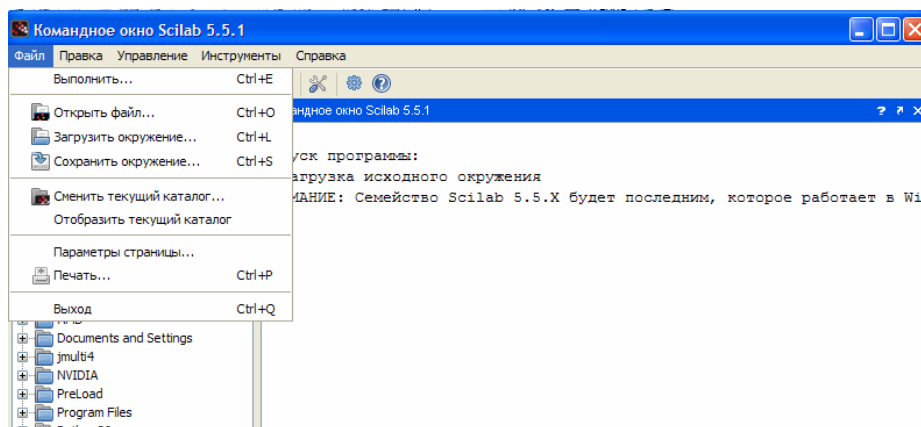 Командное окно Scilab 5.5.1
Файл Правка Управление Инструменты Справка
Выполнить... Ctrl+E
Открыть файл... Ctrl+O
Загрузить окружение... Ctrl+L
Сохранить окружение... Ctrl+S
Сменить текущий каталог...
Отобразить текущий каталог
Параметры страницы...
Печать... Ctrl+P
Выход Ctrl+Q
Documents and Settings
jmulti4
NVIDIA
PreLoad
Program Files
андное окно Scilab 5.5.1
уск программы:
агрузка исходного окружения
МАНИЕ: Семейство Scilab 5.5.X будет последним, которое работает в Wi